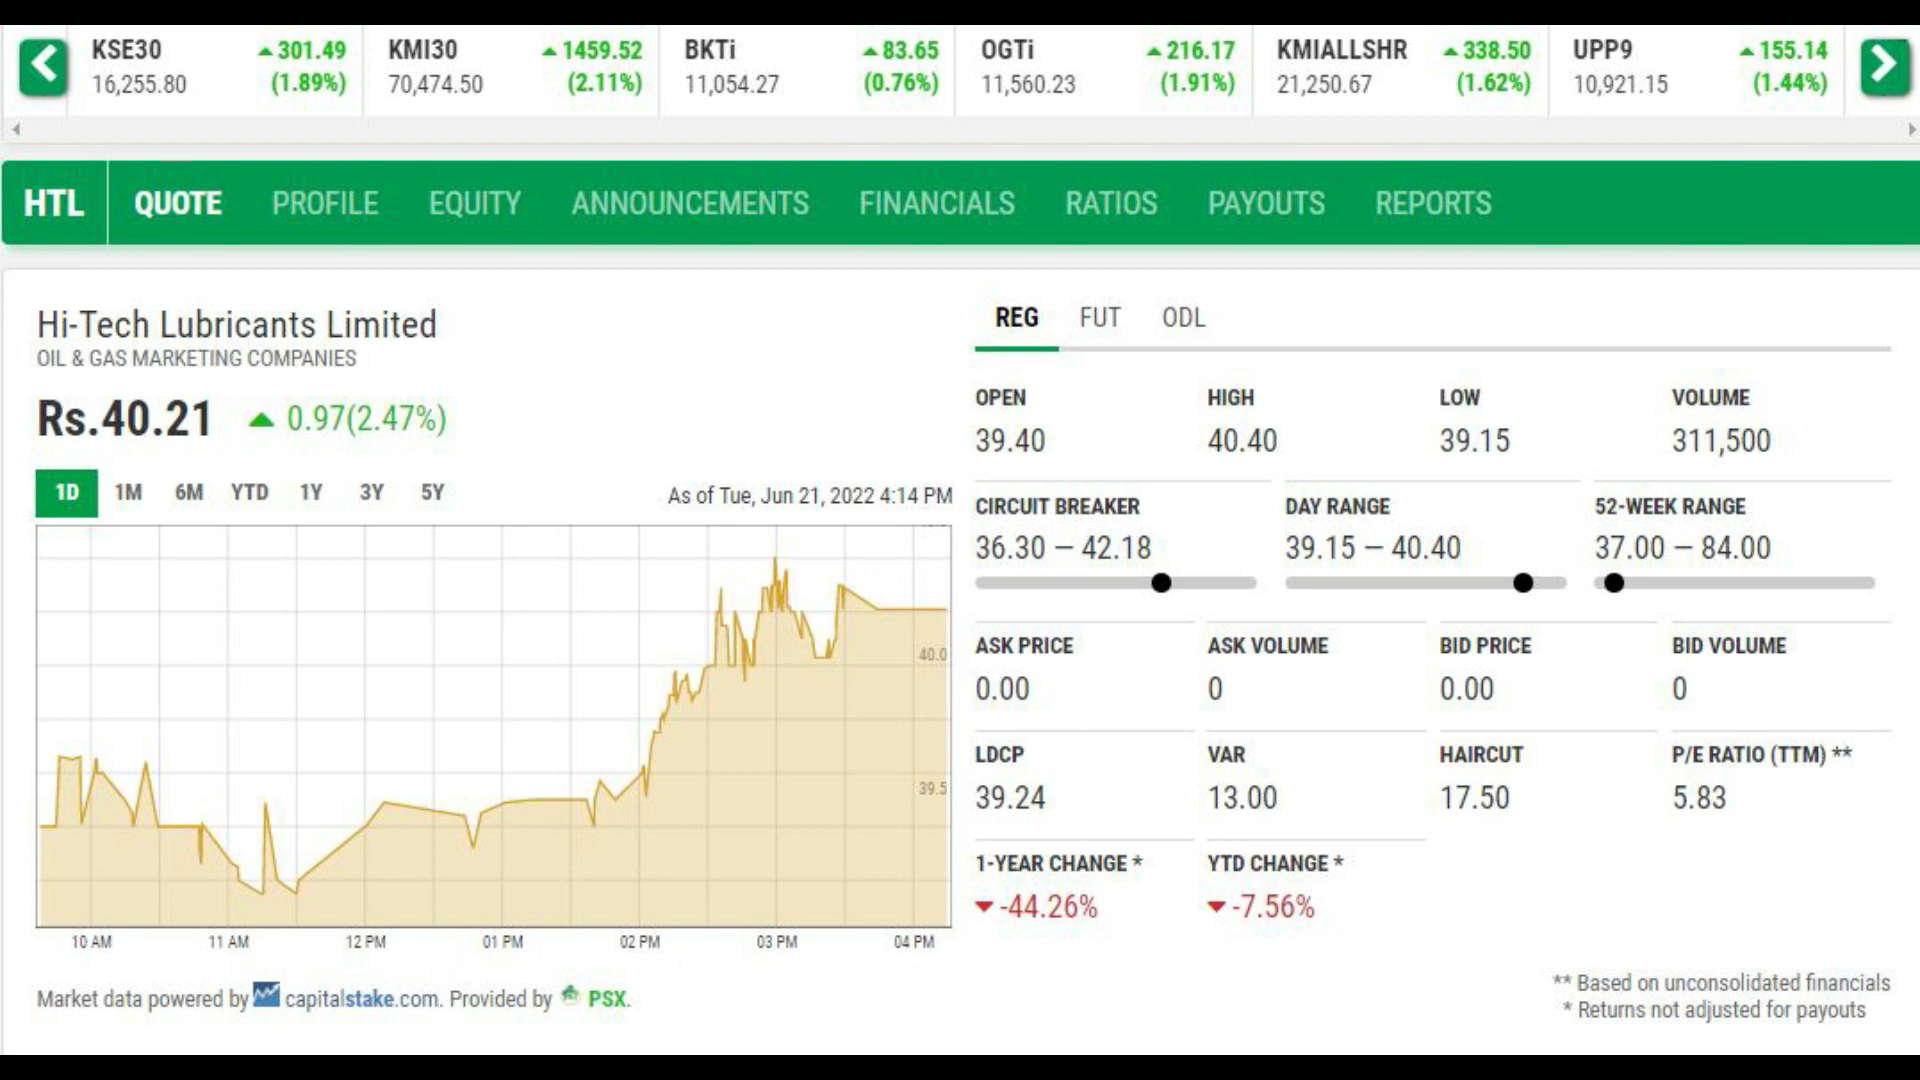 KSE30 301.49 KMI30 1459.52 BKTi 83.65 OGTi 216.17 KMIALLSHR 338.50 UPP9 155.14
16,255.80 (1.89%) 70,474.50 (2.11%) 11,054.27 (0.76%) 11,560.23 (1.91%) 21,250.67 (1.62%) 10,921.15 (1.44%)
HTL QUOTE PROFILE EQUITY ANNOUNCEMENTS FINANCIALS RATIOS PAYOUTS REPORTS
Hi-Tech Lubricants Limited
OIL & GAS MARKETING COMPANIES
Rs.40.21 0.97(2.47%)
1D 1M 6M YTD 1Y 3Y 5Y
As of Tue, Jun 21, 2022 4:14 PM
40.0
39.5
10 AM 11 AM 12 PM 01 PM 02 PM 03 PM 04 PM
Market data powered by capitalstake.com. Provided by PSX.
REG FUT ODL
OPEN HIGH LOW VOLUME
39.40 40.40 39.15 311,500
CIRCUIT BREAKER DAY RANGE 52-WEEK RANGE
36.30 — 42.18 39.15 — 40.40 37.00 — 84.00
ASK PRICE ASK VOLUME BID PRICE BID VOLUME
0.00 0 0.00 0
LDCP VAR HAIRCUT P/E RATIO (TTM) **
39.24 13.00 17.50 5.83
1-YEAR CHANGE * YTD CHANGE *
-44.26% -7.56%
** Based on unconsolidated financials
* Returns not adjusted for payouts